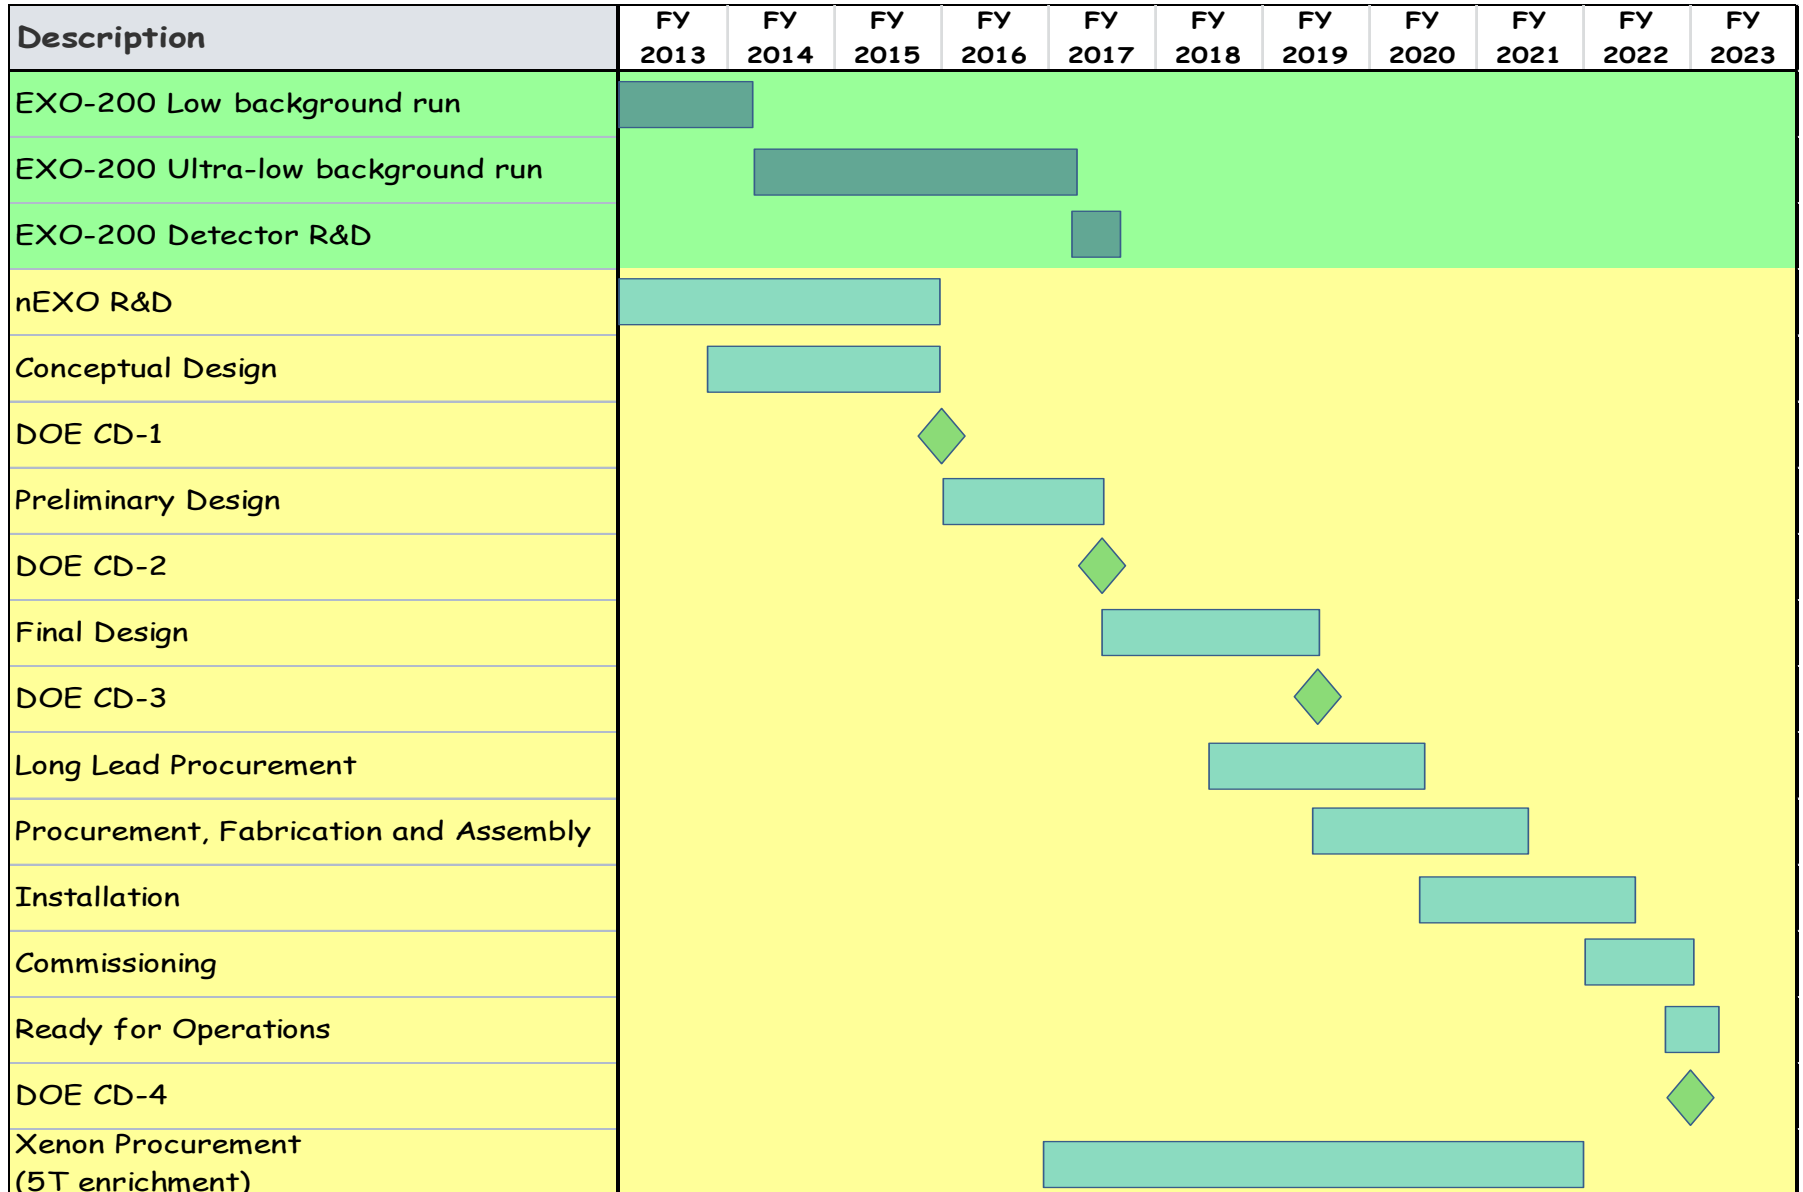 Description
FY 2013 FY 2014 FY 2015 FY 2016 FY 2017 FY 2018 FY 2019 FY 2020 FY 2021 FY 2022 FY 2023
EXO-200 Low background run
EXO-200 Ultra-low background run
EXO-200 Detector R&D
nEXO R&D
Conceptual Design
DOE CD-1
Preliminary Design
DOE CD-2
Final Design
DOE CD-3
Long Lead Procurement
Procurement, Fabrication and Assembly
Installation
Commissioning
Ready for Operations
DOE CD-4
Xenon Procurement
(5T enrichment)